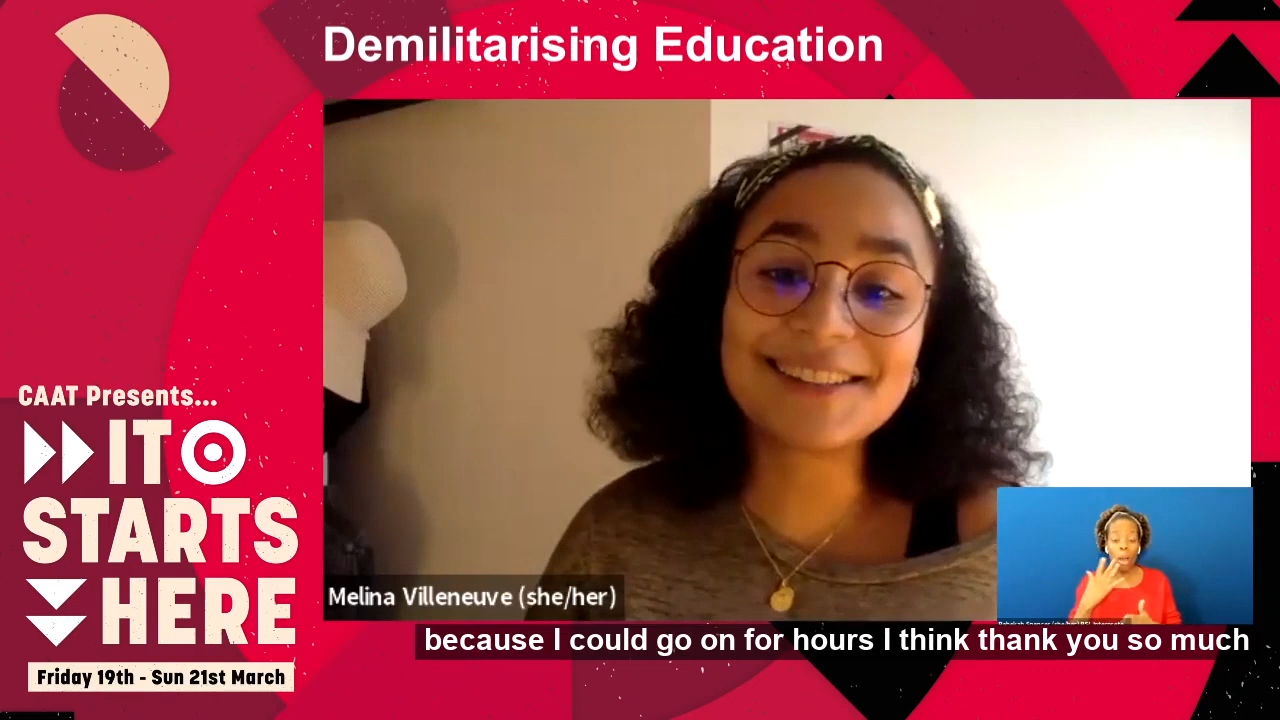 Demilitarising Education
CAAT Presents...
IT
STARTS
HERE
Friday 19th - Sun 21st March
Melina Villeneuve (she/her)
because I could go on for hours I think thank you so much